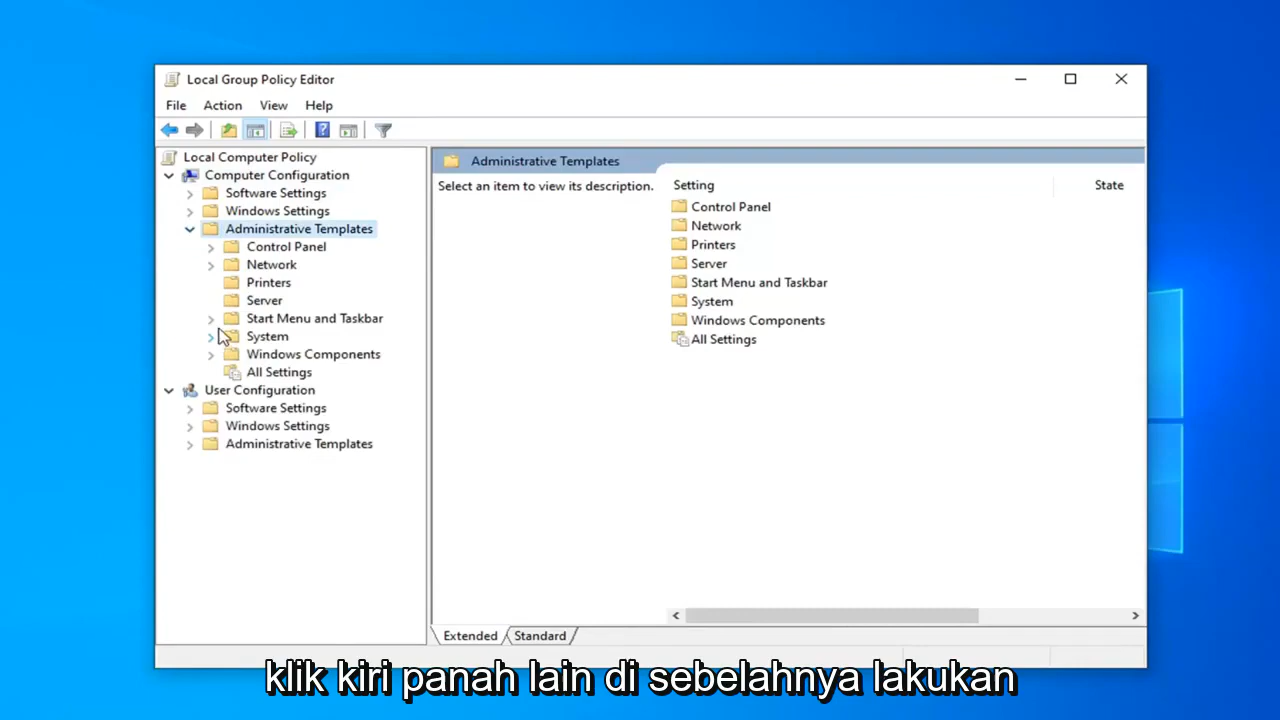 Local Group Policy Editor
File Action View Help
Local Computer Policy
Computer Configuration
Software Settings
Windows Settings
Administrative Templates
Control Panel
Network
Printers
Server
Start Menu and Taskbar
System
Windows Components
All Settings
User Configuration
Software Settings
Windows Settings
Administrative Templates
Administrative Templates
Select an item to view its description.
Setting State
Control Panel
Network
Printers
Server
Start Menu and Taskbar
System
Windows Components
All Settings
Extended Standard
klik kiri panah lain di sebelahnya lakukan